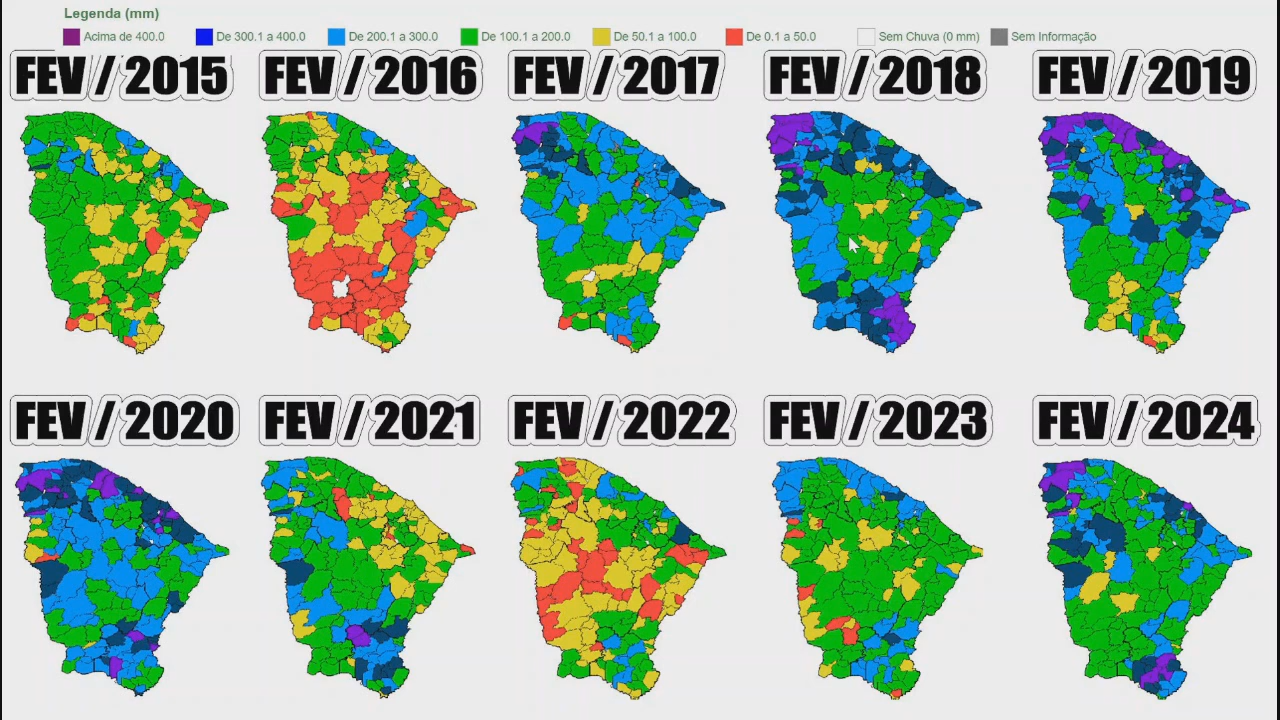 Legenda (mm)
Acima de 400.0 De 300.1 a 400.0 De 200.1 a 300.0 De 100.1 a 200.0 De 50.1 a 100.0 De 0.1 a 50.0 Sem Chuva (0 mm) Sem Informação
FEV / 2015 FEV / 2016 FEV / 2017 FEV / 2018 FEV / 2019
FEV / 2020 FEV / 2021 FEV / 2022 FEV / 2023 FEV / 2024